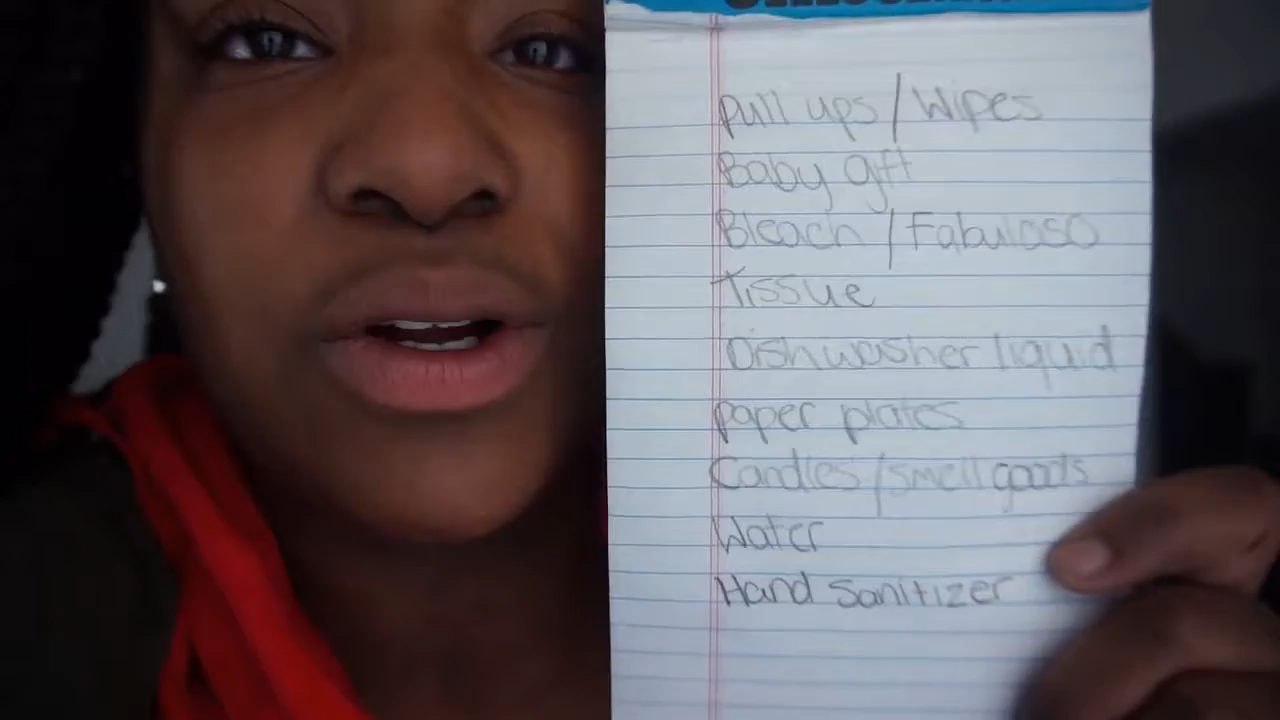 pull ups / Wipes
Baby gift
Bleach / Fabuloso
Tissue
Dishwasher liquid
paper plates
Candles / smell goods
Water
Hand Sanitizer